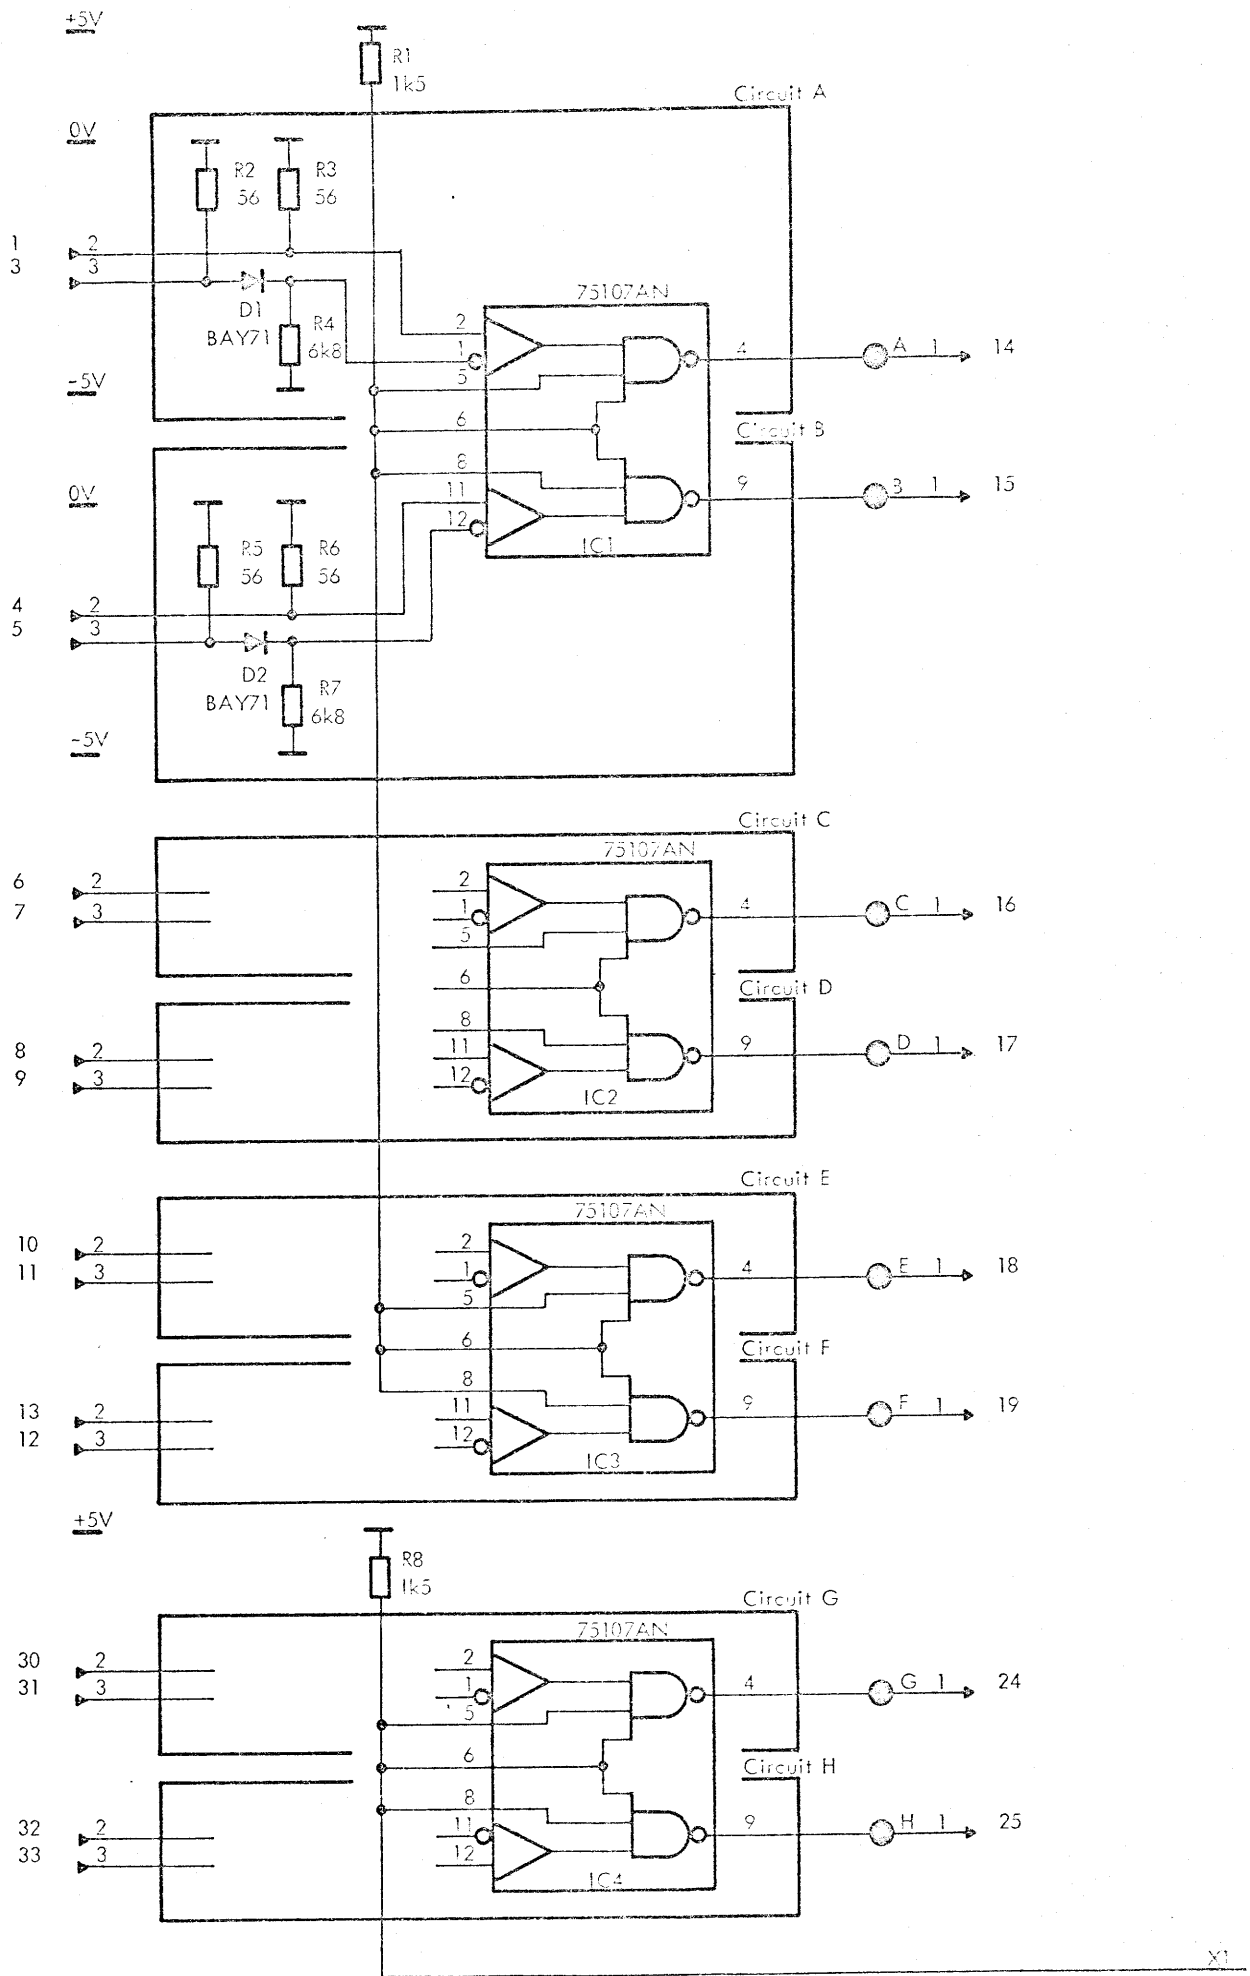 +5V
R1
1k5
Circuit A
0V
R2
56
R3
56
1 2
3 3
D1
BAY71
R4
6k8
75107AN
2
1
5
4 A 1 14
-5V
6
Circuit B
8
0V
11
12
9 B 1 15
IC1
R5
56
R6
56
4 2
5 3
D2
BAY71
R7
6k8
-5V
Circuit C
75107AN
6 2
7 3
2
1
5
4 C 1 16
6
Circuit D
8
8 2
9 3
11
12
9 D 1 17
IC2
Circuit E
75107AN
10 2
11 3
2
1
5
4 E 1 18
6
Circuit F
8
13 2
12 3
11
12
9 F 1 19
IC3
+5V
R8
1k5
Circuit G
75107AN
30 2
31 3
2
1
5
4 G 1 24
6
Circuit H
8
32 2
33 3
11
12
9 H 1 25
IC4
X1